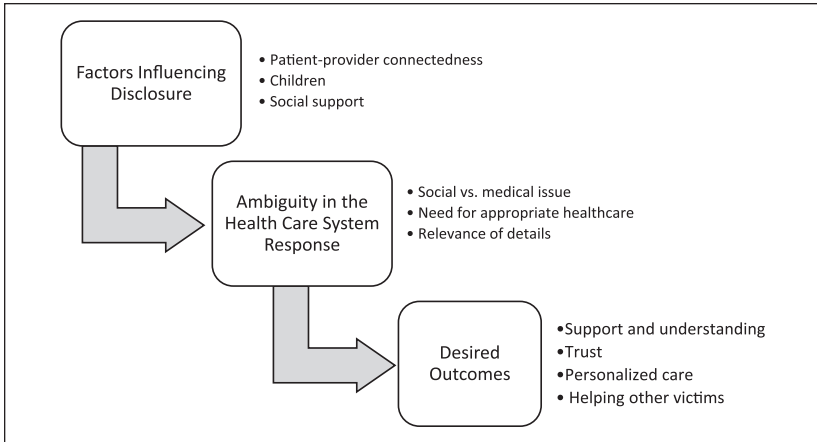 Factors Influencing
Disclosure
• Patient-provider connectedness
• Children
• Social support
Ambiguity in the
Health Care System
Response
• Social vs. medical issue
• Need for appropriate healthcare
• Relevance of details
Desired
Outcomes
•Support and understanding
•Trust
•Personalized care
• Helping other victims